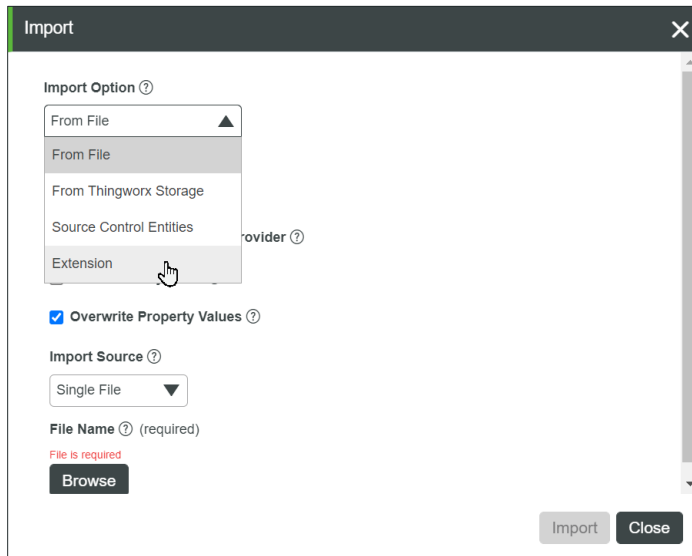 Import
Import Option
From File
From File
From Thingworx Storage
Source Control Entities
Extension
Overwrite Property Values
Import Source
Single File
File Name (required)
File is required
Browse
Import Close